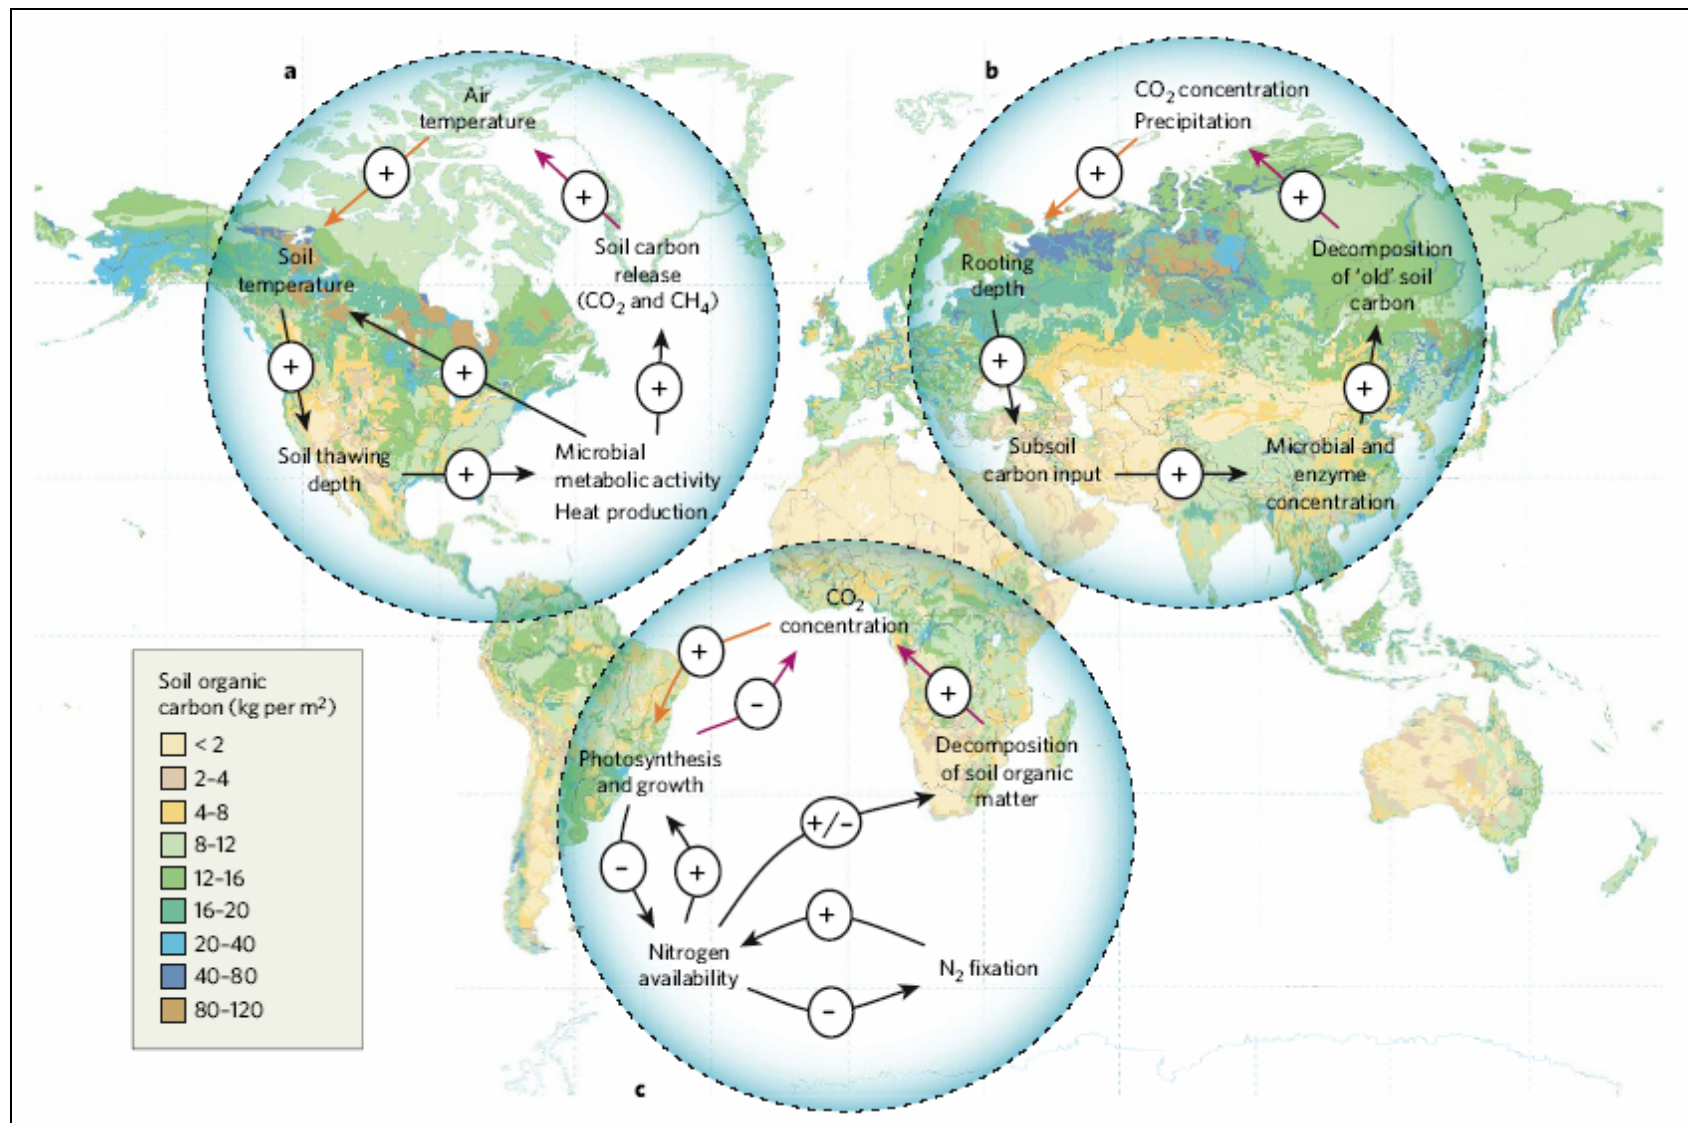 a
Air
temperature
+
+
Soil
temperature
Soil carbon
release
(CO₂ and CH₄)
+
+
+
Soil thawing
depth
+
Microbial
metabolic activity
Heat production
b
CO₂ concentration
Precipitation
+
+
Rooting
depth
Decomposition
of 'old' soil
carbon
+
+
Subsoil
carbon input
+
Microbial and
enzyme
concentration
CO₂
concentration
+
-
+
Photosynthesis
and growth
Decomposition
of soil organic
matter
+/-
-
+
+
Nitrogen
availability
N₂ fixation
-
c
Soil organic
carbon (kg per m²)
< 2
2–4
4–8
8–12
12–16
16–20
20–40
40–80
80–120